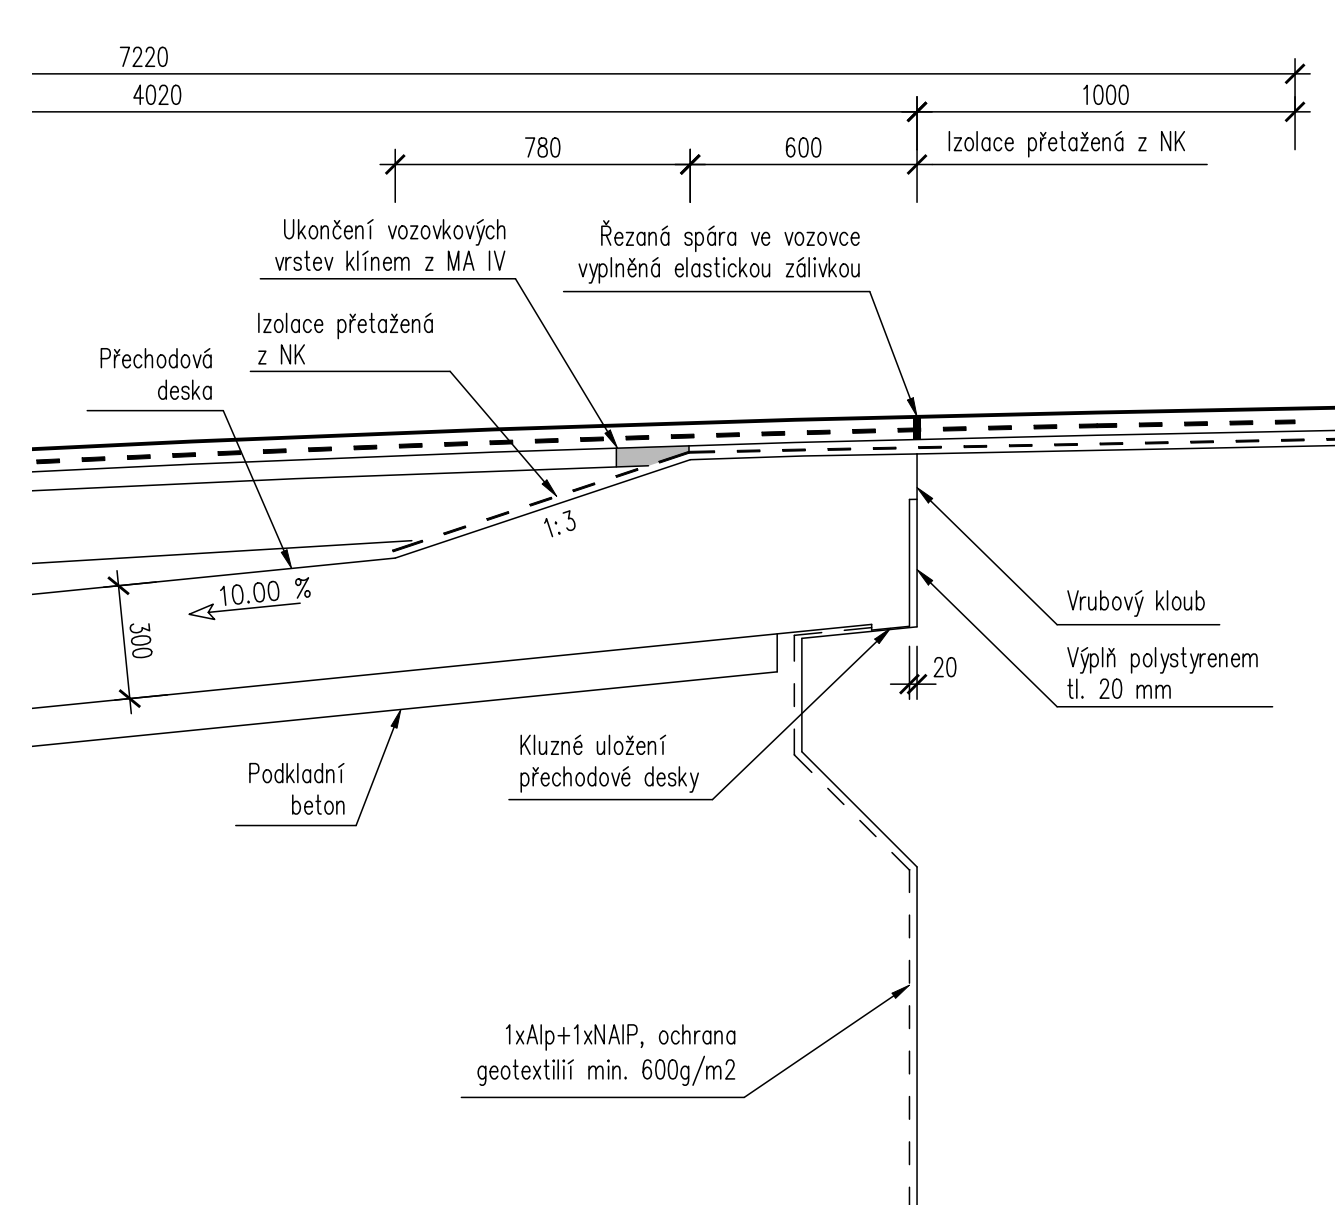 7220
4020
1000
780
600
Izolace přetažená z NK
Ukončení vozovkových
vrstev klínem z MA IV
Řezaná spára ve vozovce
vyplněná elastickou zálivkou
Izolace přetažená
z NK
Přechodová
deska
1:3
10.00 %
300
Vrubový kloub
Výplň polystyrenem
tl. 20 mm
20
Kluzné uložení
přechodové desky
Podkladní
beton
1xAlp+1xNAIP, ochrana
geotextilií min. 600g/m2